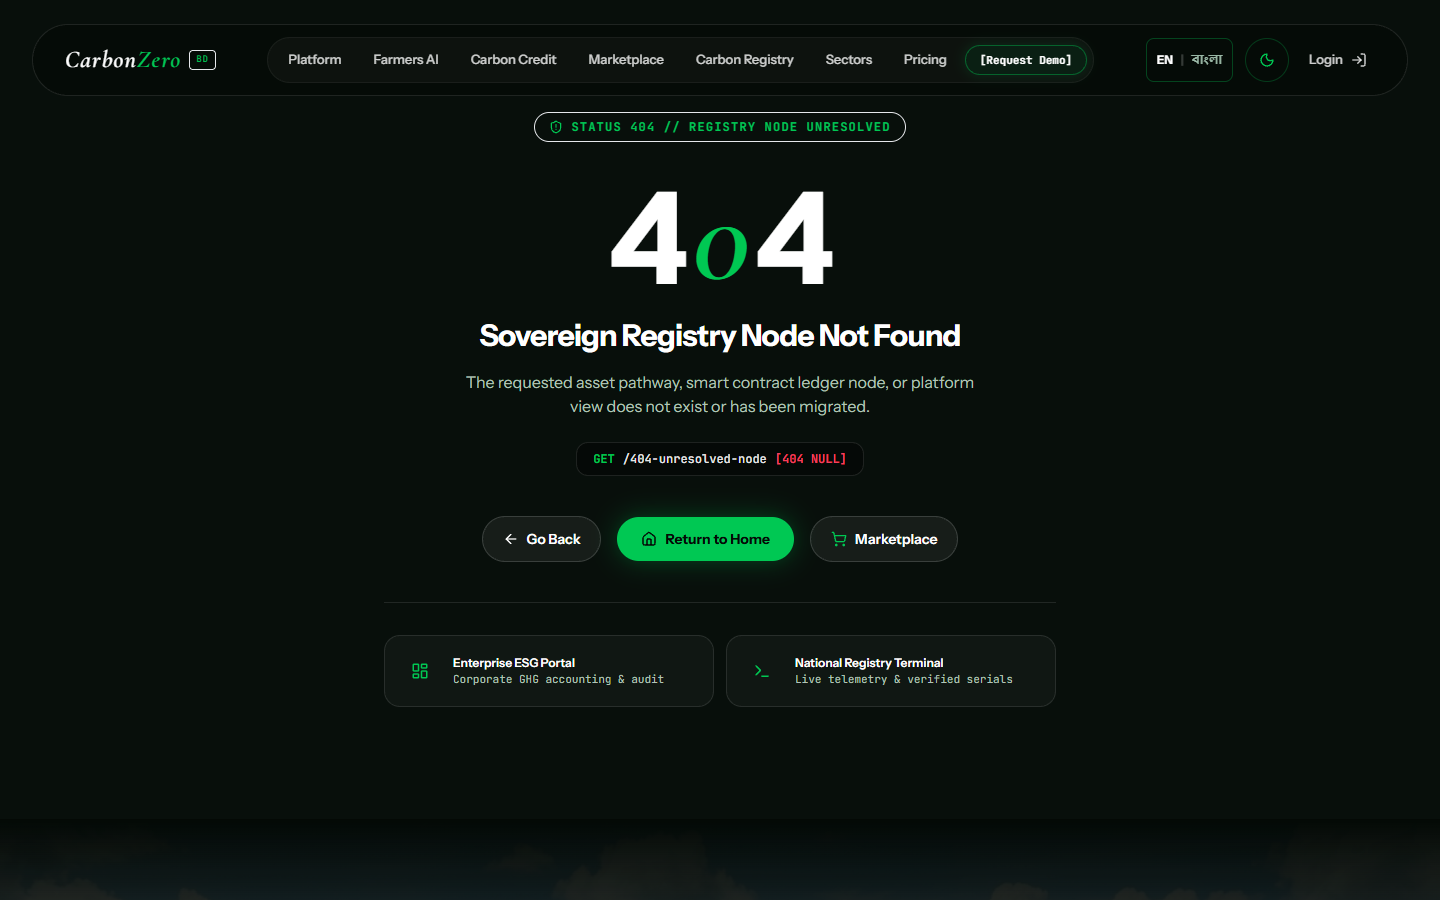 CarbonZero BD
Platform
Farmers AI
Carbon Credit
Marketplace
Carbon Registry
Sectors
Pricing
[Request Demo]
EN | বাংলা
Login
STATUS 404 // REGISTRY NODE UNRESOLVED
404
Sovereign Registry Node Not Found
The requested asset pathway, smart contract ledger node, or platform
view does not exist or has been migrated.
GET /404-unresolved-node [404 NULL]
Go Back
Return to Home
Marketplace
Enterprise ESG Portal
Corporate GHG accounting & audit
National Registry Terminal
Live telemetry & verified serials